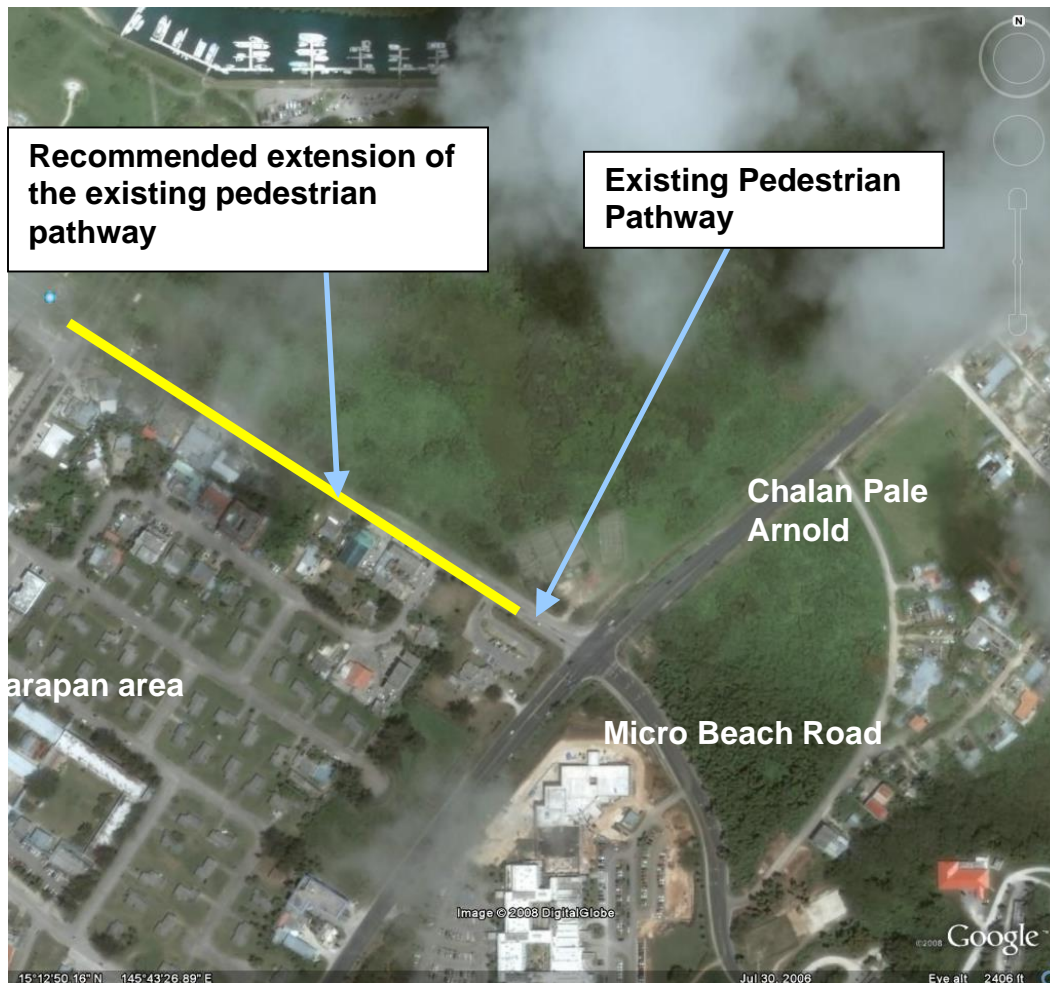 N
Recommended extension of
the existing pedestrian
pathway
Existing Pedestrian
Pathway
Chalan Pale
Arnold
arapan area
Micro Beach Road
Image © 2008 DigitalGlobe
©2008 Google™
15°12'50.16" N 145°43'26.89" E Jul 30, 2006 Eye alt 2406 ft